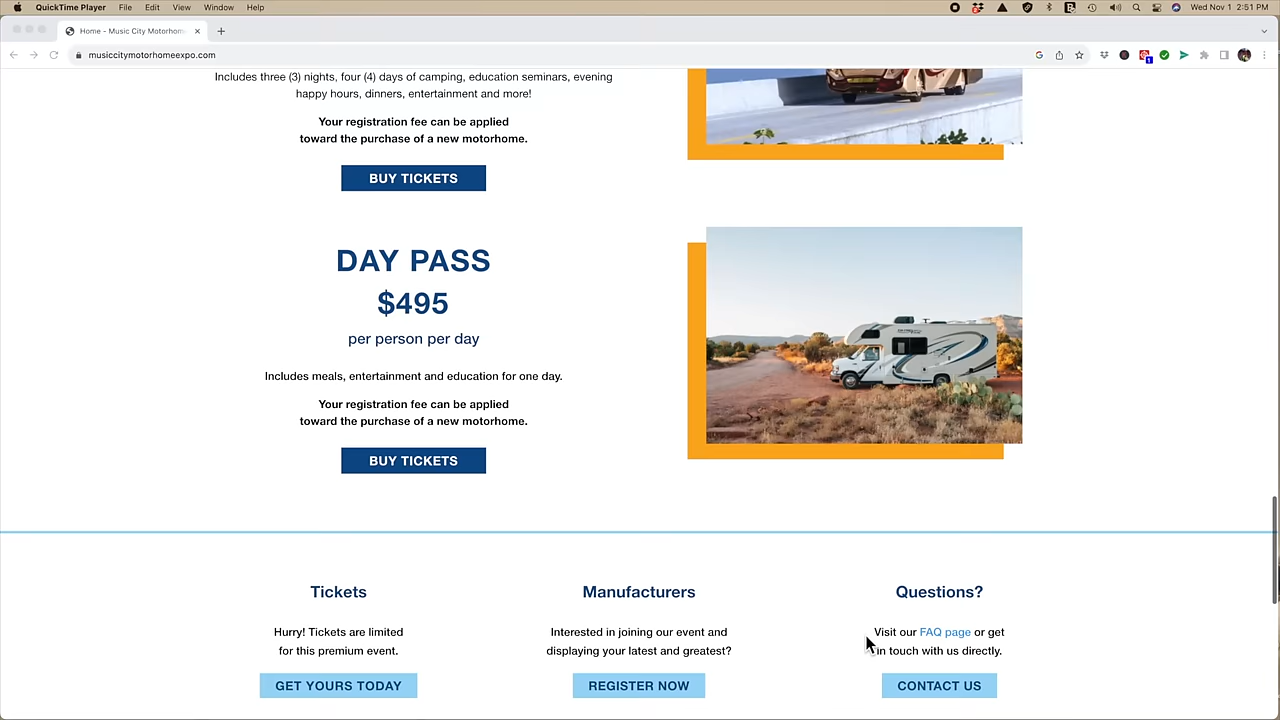 QuickTime Player File Edit View Window Help
Wed Nov 1 2:51 PM
Home - Music City Motorhom
musiccitymotorhomeexpo.com
Includes three (3) nights, four (4) days of camping, education seminars, evening
happy hours, dinners, entertainment and more!
Your registration fee can be applied
toward the purchase of a new motorhome.
BUY TICKETS
DAY PASS
$495
per person per day
Includes meals, entertainment and education for one day.
Your registration fee can be applied
toward the purchase of a new motorhome.
BUY TICKETS
Tickets
Hurry! Tickets are limited
for this premium event.
GET YOURS TODAY
Manufacturers
Interested in joining our event and
displaying your latest and greatest?
REGISTER NOW
Questions?
Visit our FAQ page or get
in touch with us directly.
CONTACT US